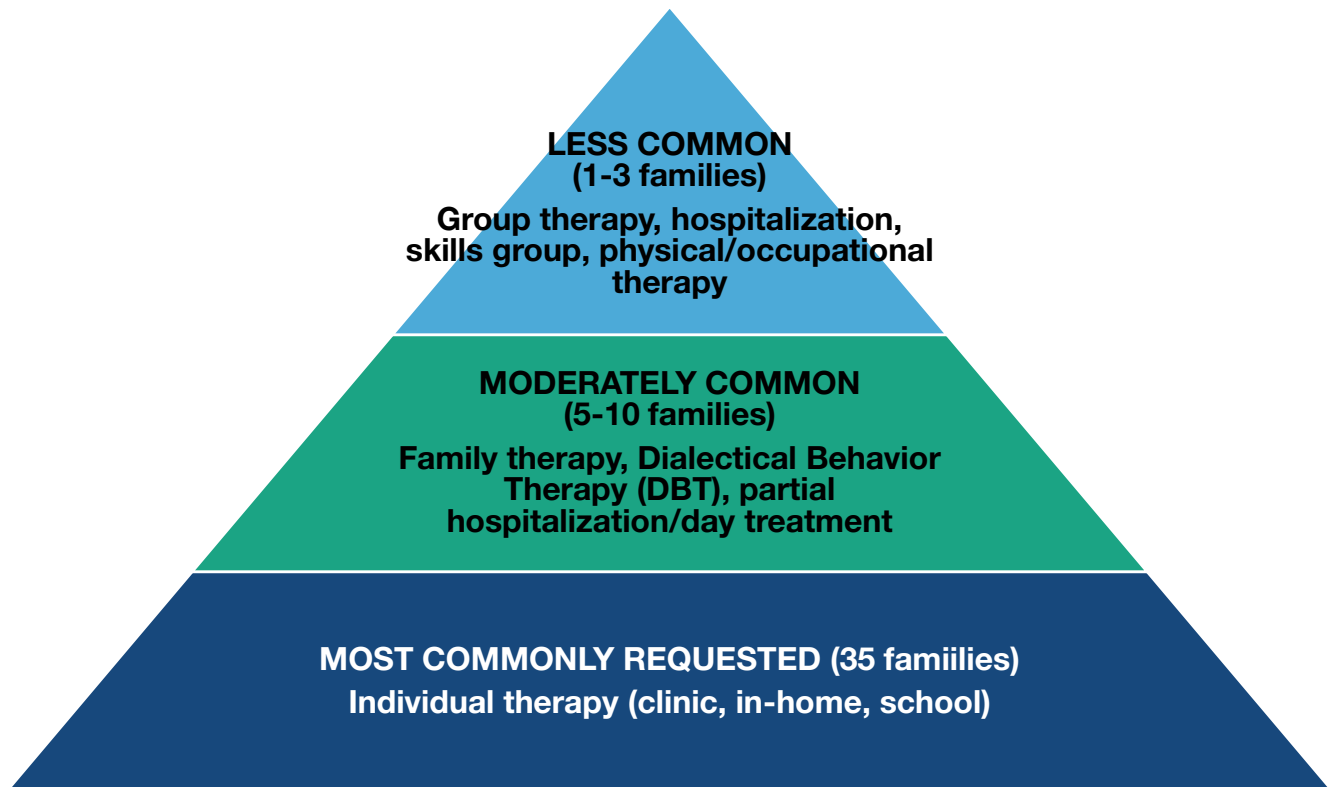 LESS COMMON
(1-3 families)
Group therapy, hospitalization,
skills group, physical/occupational
therapy
MODERATELY COMMON
(5-10 families)
Family therapy, Dialectical Behavior
Therapy (DBT), partial
hospitalization/day treatment
MOST COMMONLY REQUESTED (35 famiilies)
Individual therapy (clinic, in-home, school)